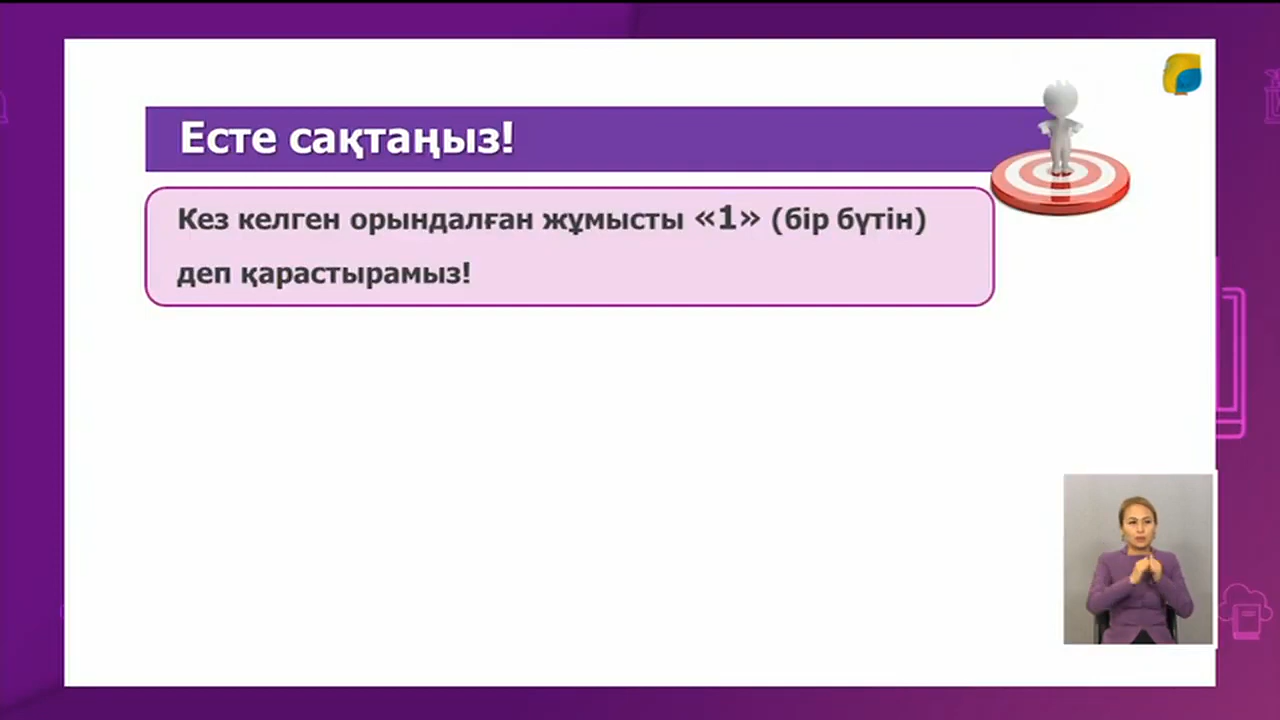 Есте сақтаңыз!
Кез келген орындалған жұмысты «1» (бір бүтін)
деп қарастырамыз!